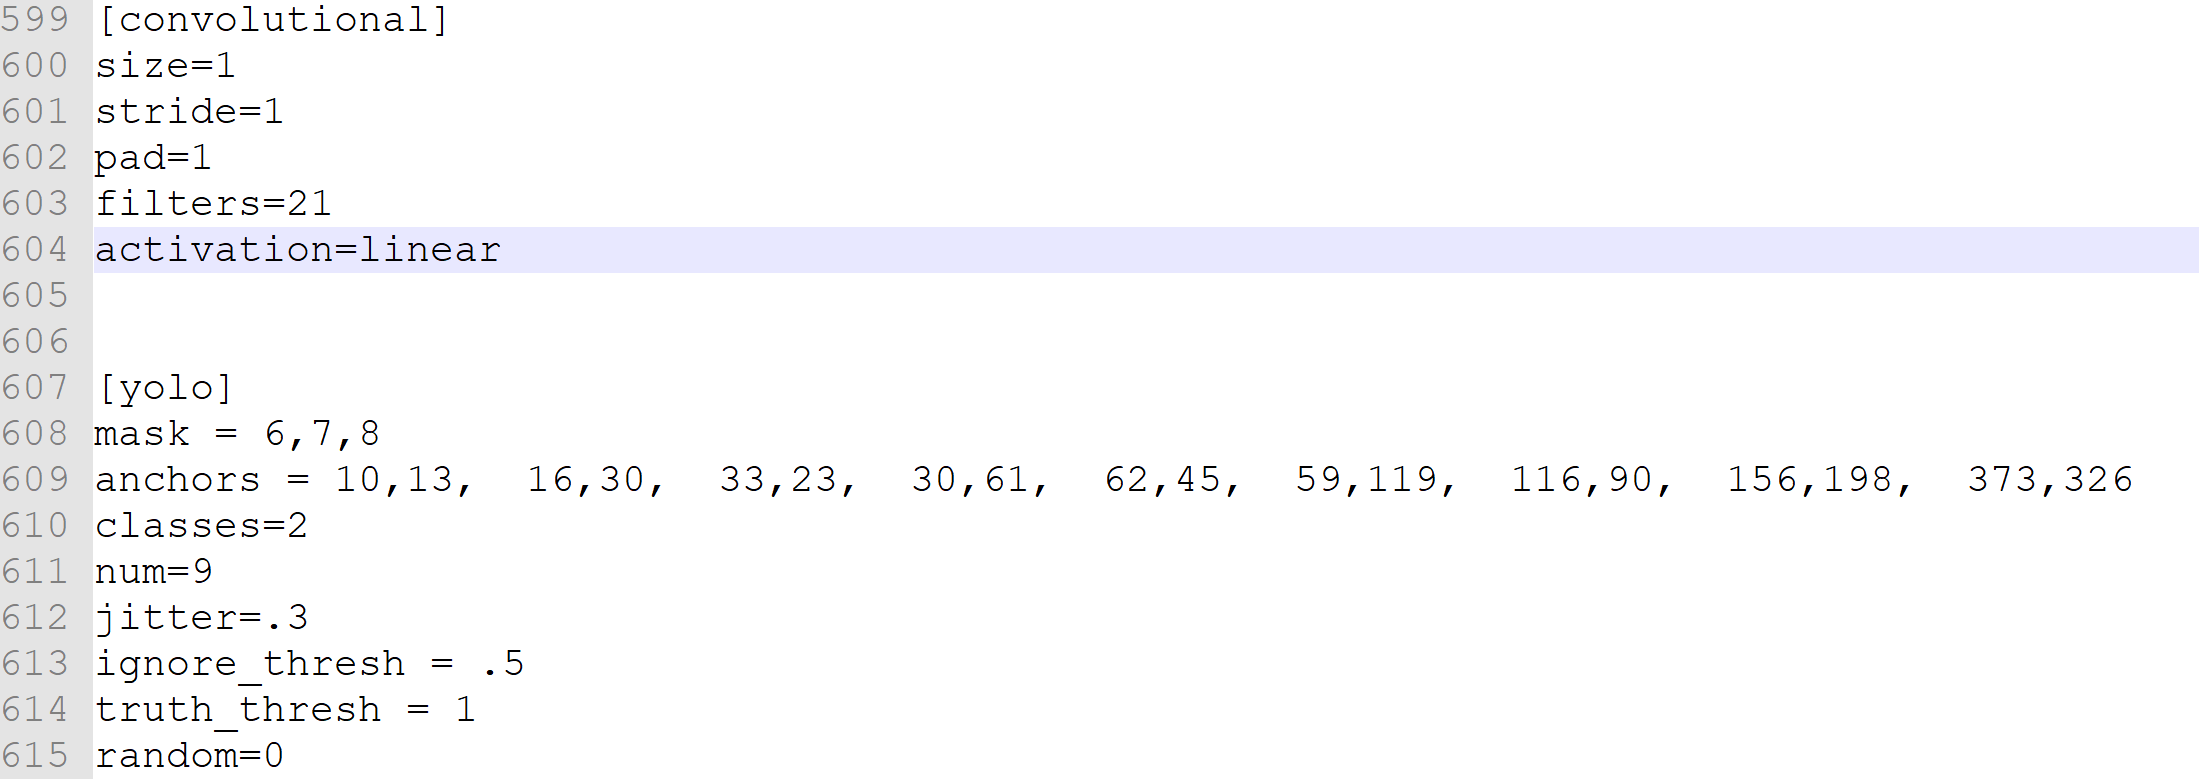 599 [convolutional]
600 size=1
601 stride=1
602 pad=1
603 filters=21
604 activation=linear
605
606
607 [yolo]
608 mask = 6,7,8
609 anchors = 10,13,  16,30,  33,23,  30,61,  62,45,  59,119,  116,90,  156,198,  373,326
610 classes=2
611 num=9
612 jitter=.3
613 ignore_thresh = .5
614 truth_thresh = 1
615 random=0